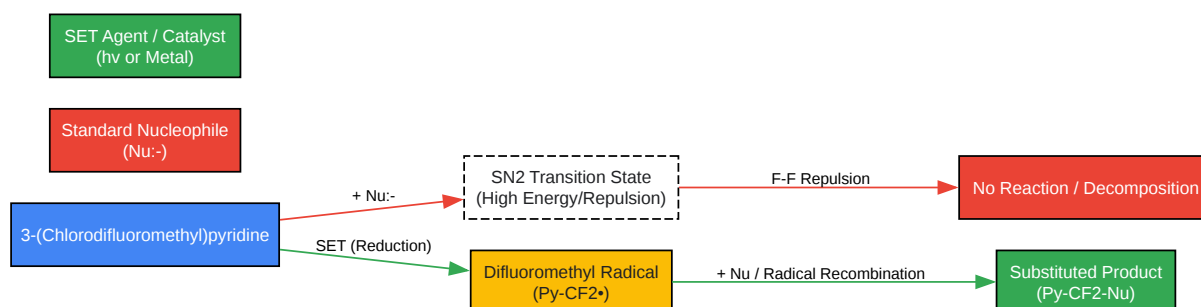 SET Agent / Catalyst
(hv or Metal)
Standard Nucleophile
(Nu:-)
3-(Chlorodifluoromethyl)pyridine
+ Nu:-
SET (Reduction)
SN2 Transition State
(High Energy/Repulsion)
Difluoromethyl Radical
(Py-CF2•)
F-F Repulsion
+ Nu / Radical Recombination
No Reaction / Decomposition
Substituted Product
(Py-CF2-Nu)